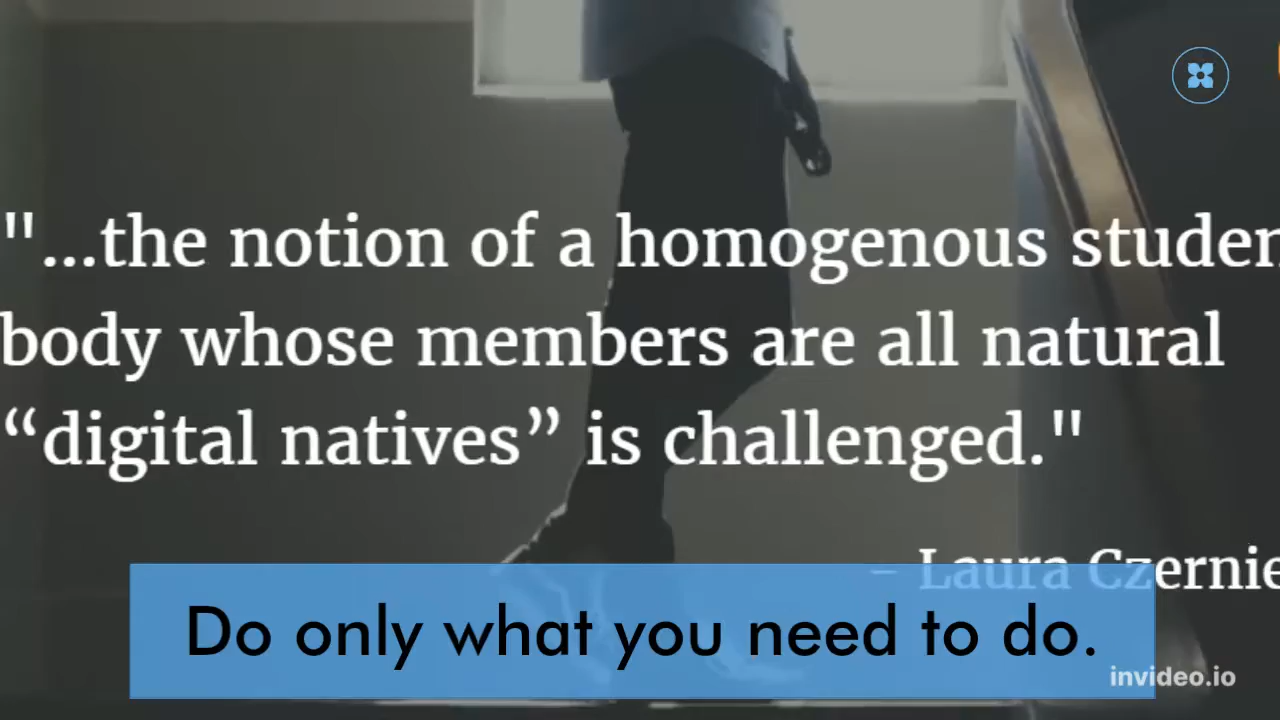 "...the notion of a homogenous studen
body whose members are all natural
“digital natives” is challenged."
– Laura Czernie
Do only what you need to do.
invideo.io